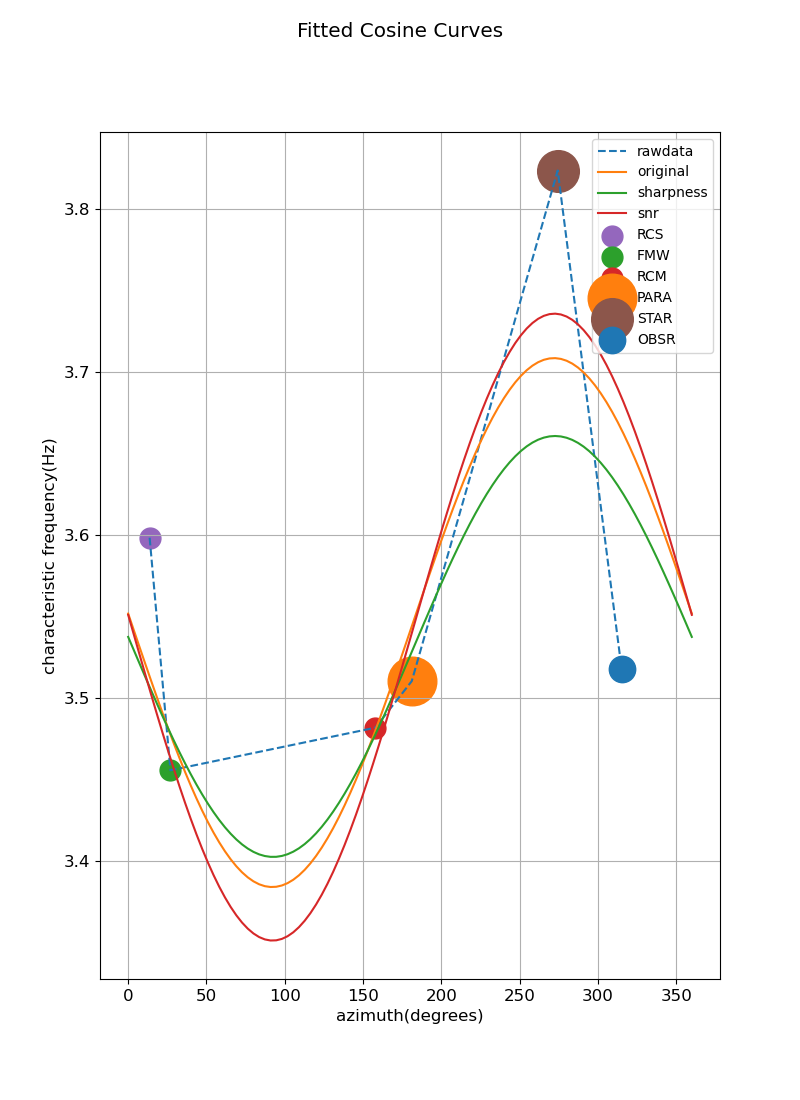 Fitted Cosine Curves
rawdata
original
sharpness
snr
RCS
FMW
RCM
PARA
STAR
OBSR
3.8
3.7
3.6
3.5
3.4
characteristic frequency(Hz)
0 50 100 150 200 250 300 350
azimuth(degrees)